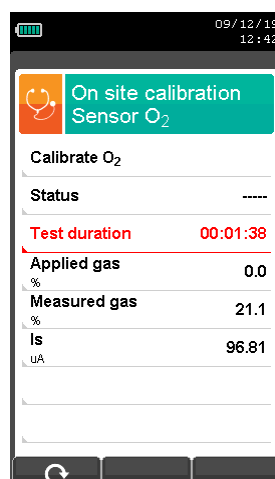 09/12/19
12:42
On site calibration
Sensor O₂
Calibrate O₂
Status -----
Test duration 00:01:38
Applied gas 0.0
%
Measured gas 21.1
%
Is 96.81
uA